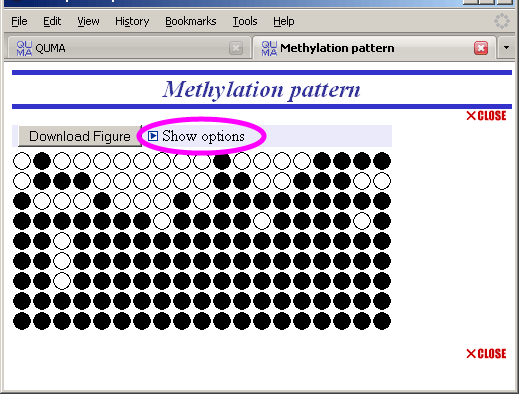 File Edit View History Bookmarks Tools Help
QU MA QUMA QU MA Methylation pattern
Methylation pattern
×CLOSE
Download Figure Show options
×CLOSE